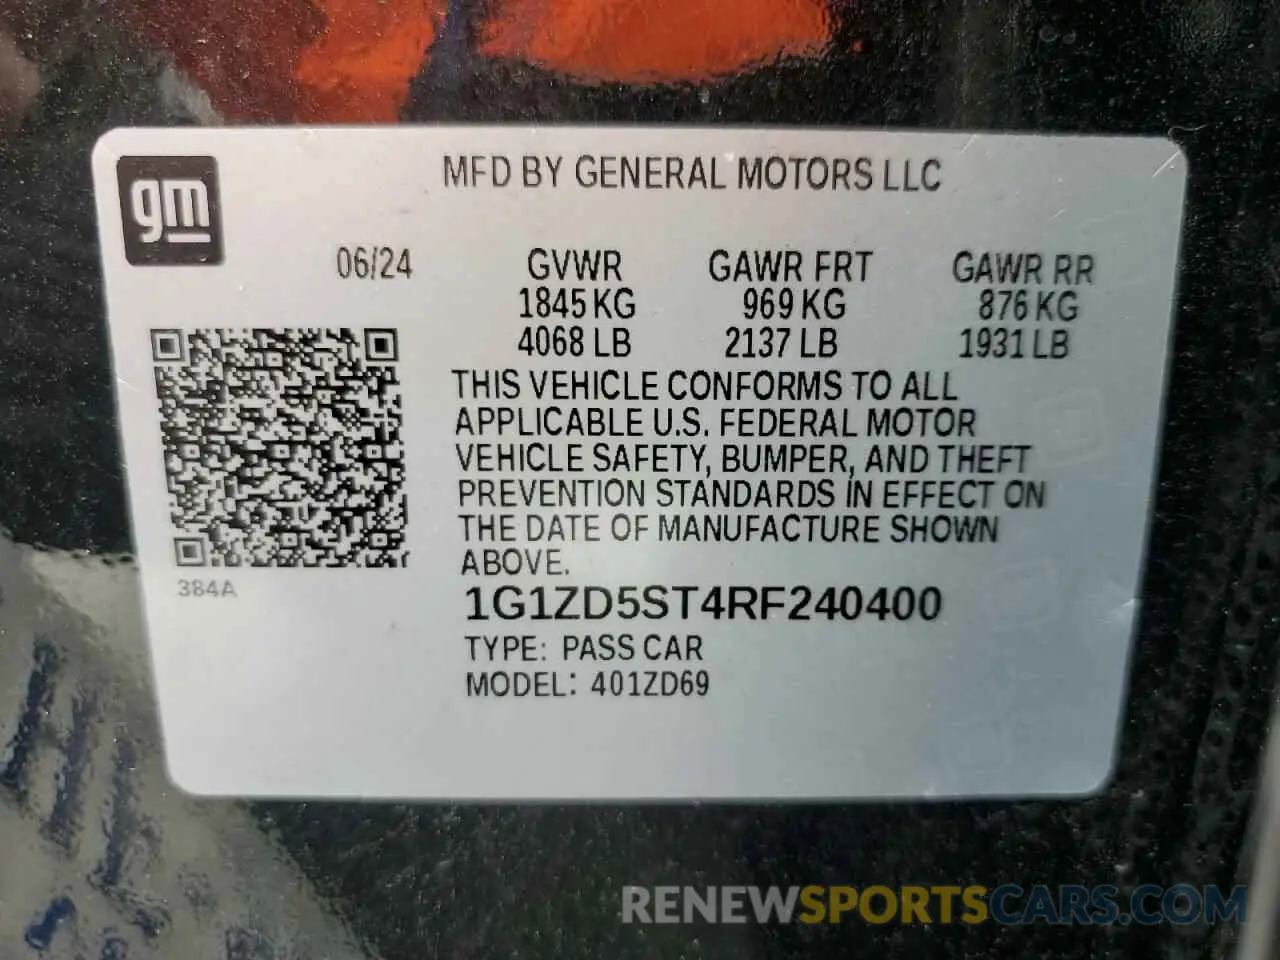 MFD BY GENERAL MOTORS LLC
gm
06/24 GVWR GAWR FRT GAWR RR
1845 KG 969 KG 876 KG
4068 LB 2137 LB 1931 LB
THIS VEHICLE CONFORMS TO ALL
APPLICABLE U.S. FEDERAL MOTOR
VEHICLE SAFETY, BUMPER, AND THEFT
PREVENTION STANDARDS IN EFFECT ON
THE DATE OF MANUFACTURE SHOWN
ABOVE.
384A
1G1ZD5ST4RF240400
TYPE: PASS CAR
MODEL: 401ZD69
RENEWSPORTSCARS.COM